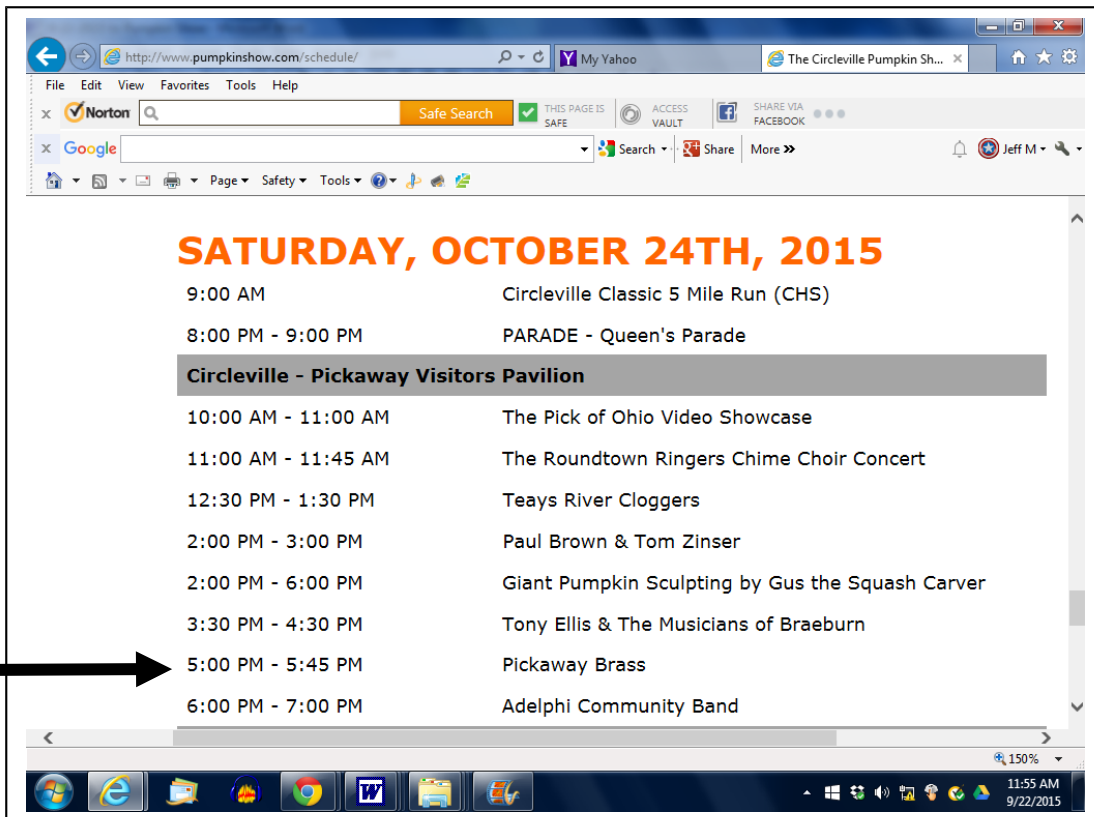 http://www.pumpkinshow.com/schedule/ My Yahoo The Circleville Pumpkin Sh...
File Edit View Favorites Tools Help
x Norton Safe Search THIS PAGE IS SAFE ACCESS VAULT SHARE VIA FACEBOOK
x Google Search Share More » Jeff M
Page Safety Tools
SATURDAY, OCTOBER 24TH, 2015
9:00 AM Circleville Classic 5 Mile Run (CHS)
8:00 PM - 9:00 PM PARADE - Queen's Parade
Circleville - Pickaway Visitors Pavilion
10:00 AM - 11:00 AM The Pick of Ohio Video Showcase
11:00 AM - 11:45 AM The Roundtown Ringers Chime Choir Concert
12:30 PM - 1:30 PM Teays River Cloggers
2:00 PM - 3:00 PM Paul Brown & Tom Zinser
2:00 PM - 6:00 PM Giant Pumpkin Sculpting by Gus the Squash Carver
3:30 PM - 4:30 PM Tony Ellis & The Musicians of Braeburn
5:00 PM - 5:45 PM Pickaway Brass
6:00 PM - 7:00 PM Adelphi Community Band
150%
11:55 AM
9/22/2015